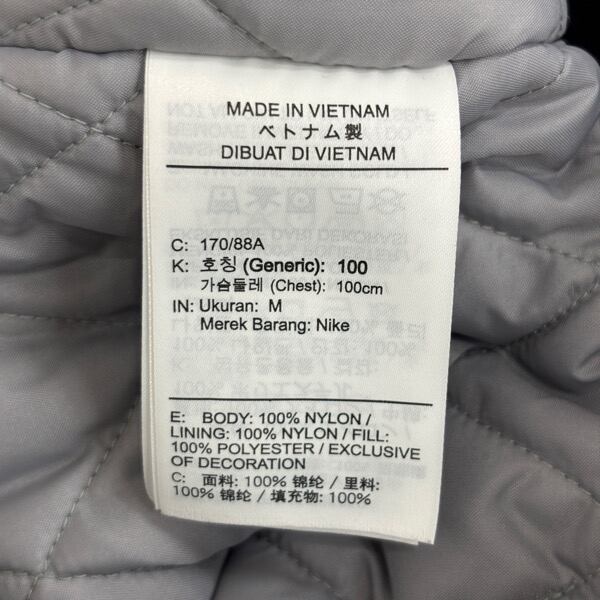 MADE IN VIETNAM
ベトナム製
DIBUAT DI VIETNAM
C: 170/88A
K: 호칭 (Generic): 100
가슴둘레 (Chest): 100cm
IN: Ukuran: M
Merek Barang: Nike
E: BODY: 100% NYLON /
LINING: 100% NYLON / FILL:
100% POLYESTER / EXCLUSIVE
OF DECORATION
C: 面料: 100% 锦纶 / 里料:
100% 锦纶 / 填充物: 100%